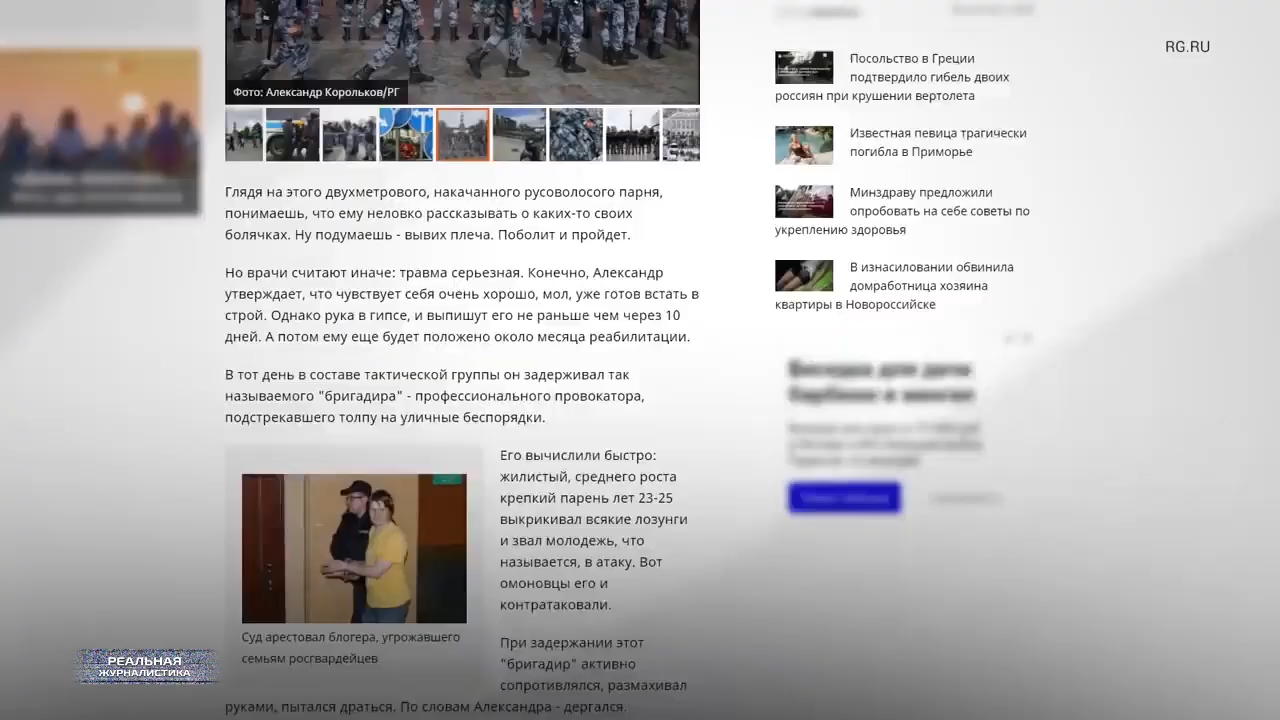 RG.RU
Фото: Александр Корольков/РГ
Глядя на этого двухметрового, накачанного русоволосого парня,
понимаешь, что ему неловко рассказывать о каких-то своих
болячках. Ну подумаешь - вывих плеча. Поболит и пройдет.
Но врачи считают иначе: травма серьезная. Конечно, Александр
утверждает, что чувствует себя очень хорошо, мол, уже готов встать в
строй. Однако рука в гипсе, и выпишут его не раньше чем через 10
дней. А потом ему еще будет положено около месяца реабилитации.
В тот день в составе тактической группы он задерживал так
называемого "бригадира" - профессионального провокатора,
подстрекавшего толпу на уличные беспорядки.
Его вычислили быстро:
жилистый, среднего роста
крепкий парень лет 23-25
выкрикивал всякие лозунги
и звал молодежь, что
называется, в атаку. Вот
омоновцы его и
контратаковали.
Суд арестовал блогера, угрожавшего
семьям росгвардейцев
При задержании этот
"бригадир" активно
сопротивлялся, размахивал
руками, пытался драться. По словам Александра - дергался.
Посольство в Греции
подтвердило гибель двоих
россиян при крушении вертолета
Известная певица трагически
погибла в Приморье
Минздраву предложили
опробовать на себе советы по
укреплению здоровья
В изнасиловании обвинила
домработница хозяина
квартиры в Новороссийске
Беседка для дачи
РЕАЛЬНАЯ
ЖУРНАЛИСТИКА